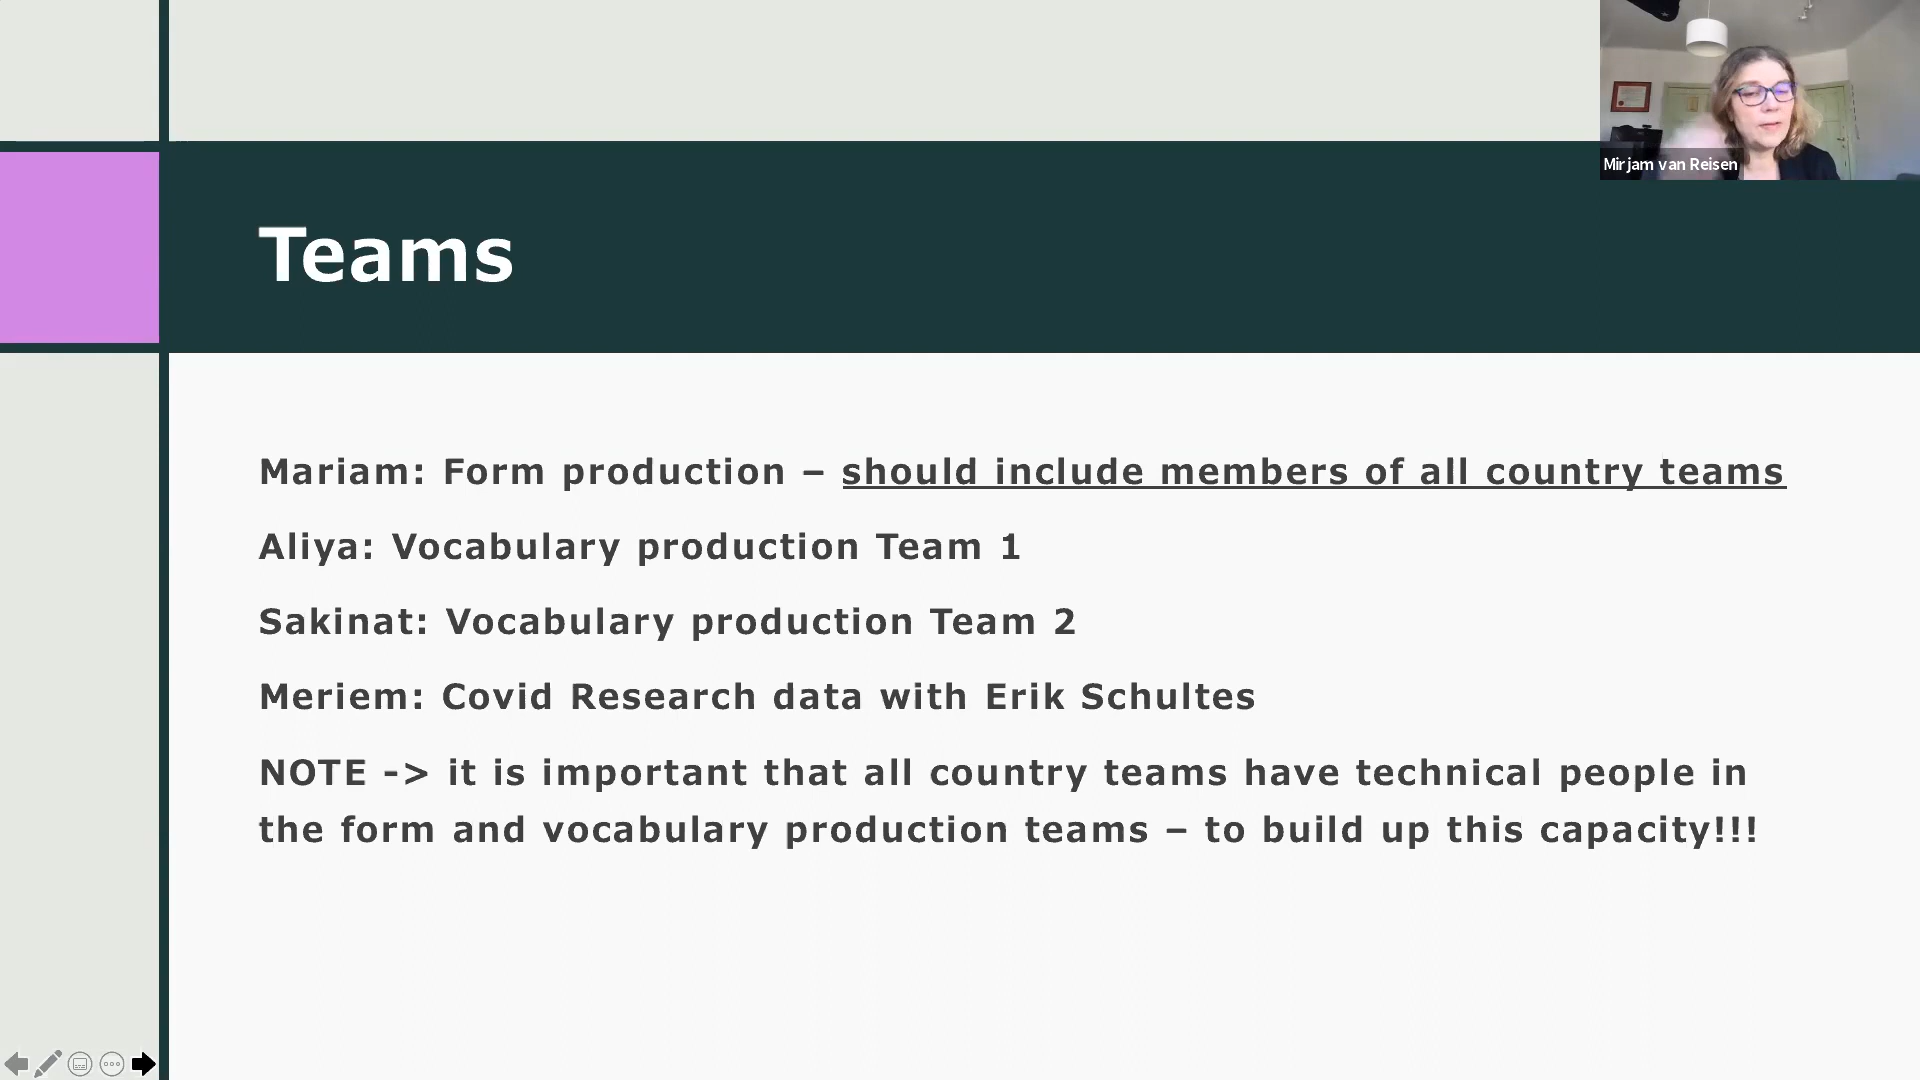 Mirjam van Reisen
Teams
Mariam: Form production – should include members of all country teams
Aliya: Vocabulary production Team 1
Sakinat: Vocabulary production Team 2
Meriem: Covid Research data with Erik Schultes
NOTE -> it is important that all country teams have technical people in
the form and vocabulary production teams – to build up this capacity!!!